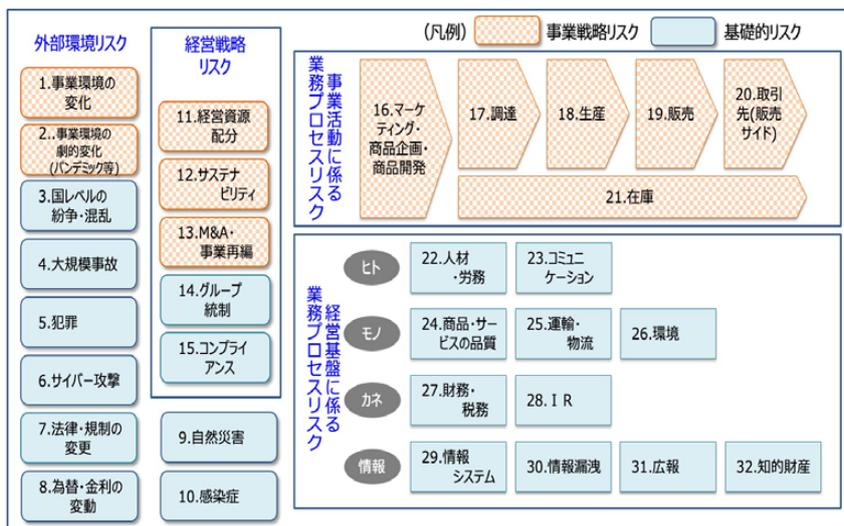 外部環境リスク
1.事業環境の
変化
2..事業環境の
劇的変化
(パンデミック等)
3.国レベルの
紛争・混乱
4.大規模事故
5.犯罪
6.サイバー攻撃
7.法律・規制の
変更
8.為替・金利の
変動
経営戦略
リスク
11.経営資源
配分
12.サステナ
ビリティ
13.M&A・
事業再編
14.グループ
統制
15.コンプライ
アンス
9.自然災害
10.感染症
(凡例)
事業戦略リスク
基礎的リスク
事業活動に係る
業務プロセスリスク
16.マーケ
ティング・
商品企画・
商品開発
17.調達
18.生産
19.販売
20.取引
先(販売
サイド)
21.在庫
経営基盤に係る
業務プロセスリスク
ヒト
22.人材
・労務
23.コミュニ
ケーション
モノ
24.商品・サー
ビスの品質
25.運輸・
物流
26.環境
カネ
27.財務・
税務
28.ＩＲ
情報
29.情報
システム
30.情報漏洩
31.広報
32.知的財産